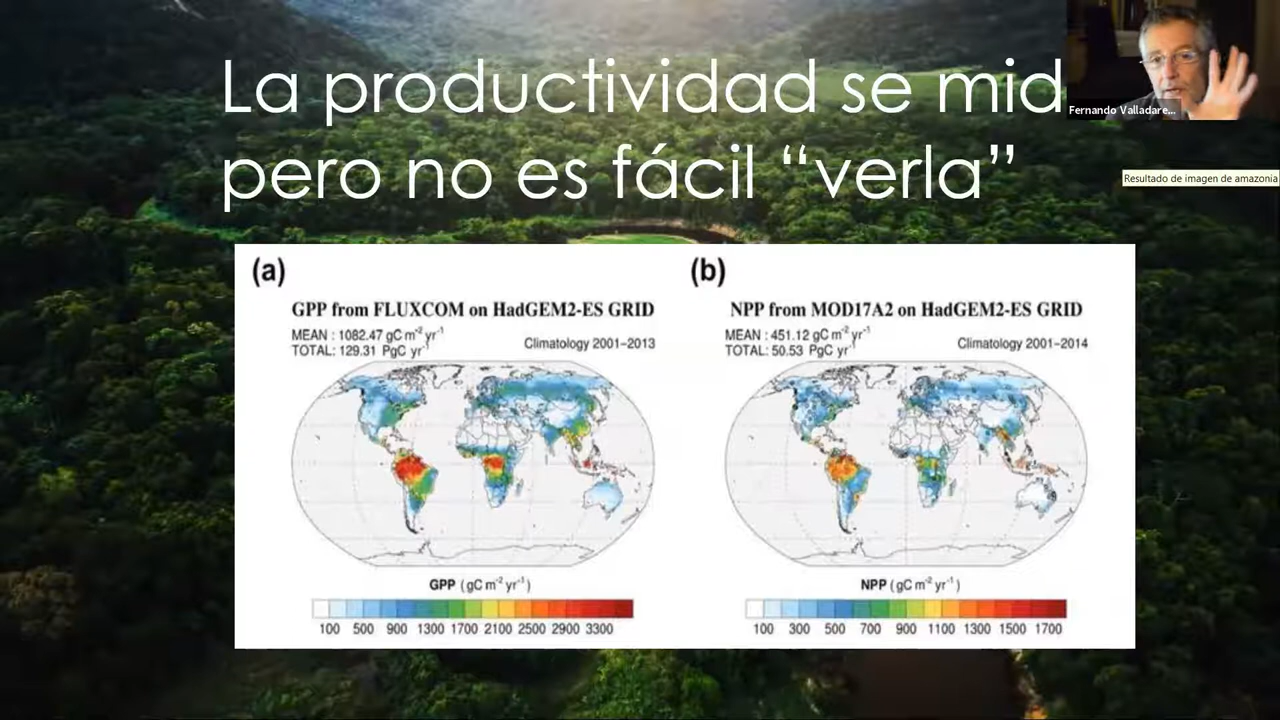 La productividad se mid
pero no es fácil “verla”
Fernando Valladare...
Resultado de imagen de amazonia
(a)
GPP from FLUXCOM on HadGEM2-ES GRID
MEAN : 1082.47 gC m⁻² yr⁻¹
TOTAL: 129.31 PgC yr⁻¹
Climatology 2001–2013
GPP (gC m⁻² yr⁻¹)
100 500 900 1300 1700 2100 2500 2900 3300
(b)
NPP from MOD17A2 on HadGEM2-ES GRID
MEAN : 451.12 gC m⁻² yr⁻¹
TOTAL: 50.53 PgC yr⁻¹
Climatology 2001–2014
NPP (gC m⁻² yr⁻¹)
100 300 500 700 900 1100 1300 1500 1700